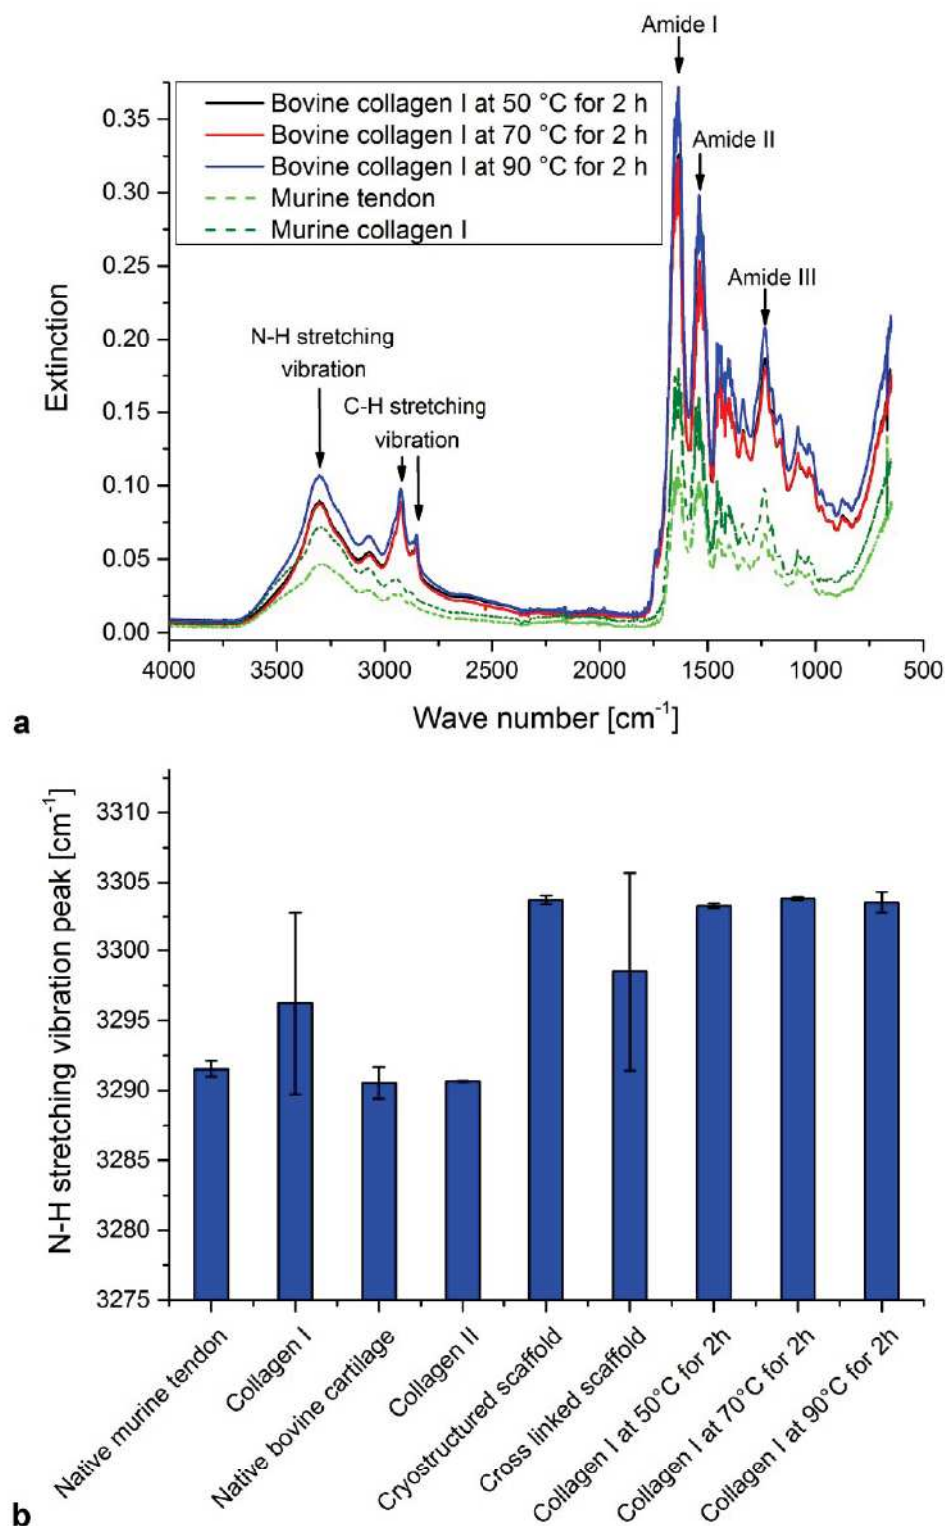 Amide I
Bovine collagen I at 50 °C for 2 h
Bovine collagen I at 70 °C for 2 h
Bovine collagen I at 90 °C for 2 h
Murine tendon
Murine collagen I
Amide II
Amide III
N-H stretching
vibration
C-H stretching
vibration
Extinction
0.35
0.30
0.25
0.20
0.15
0.10
0.05
0.00
4000 3500 3000 2500 2000 1500 1000 500
Wave number [cm⁻¹]
a
N-H stretching vibration peak [cm⁻¹]
3310
3305
3300
3295
3290
3285
3280
3275
Native murine tendon
Collagen I
Native bovine cartilage
Collagen II
Cryostructured scaffold
Cross linked scaffold
Collagen I at 50°C for 2h
Collagen I at 70°C for 2h
Collagen I at 90°C for 2h
b